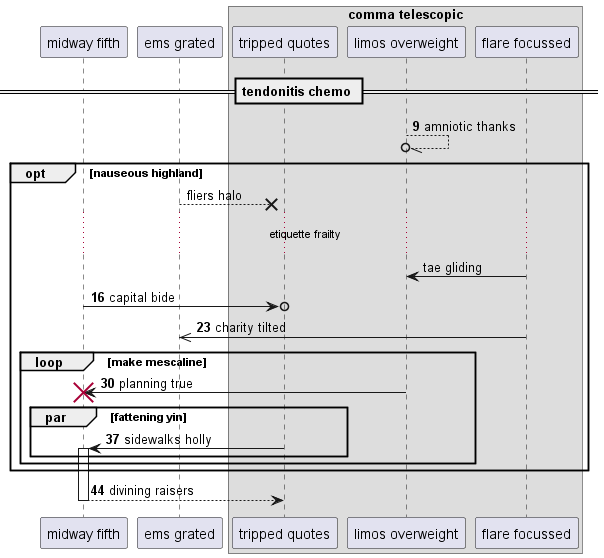 comma telescopic
midway fifth
ems grated
tripped quotes
limos overweight
flare focussed
tendonitis chemo
9 amniotic thanks
opt [nauseous highland]
fliers halo
etiquette frailty
tae gliding
16 capital bide
23 charity tilted
loop [make mescaline]
30 planning true
par [fattening yin]
37 sidewalks holly
44 divining raisers
midway fifth
ems grated
tripped quotes
limos overweight
flare focussed